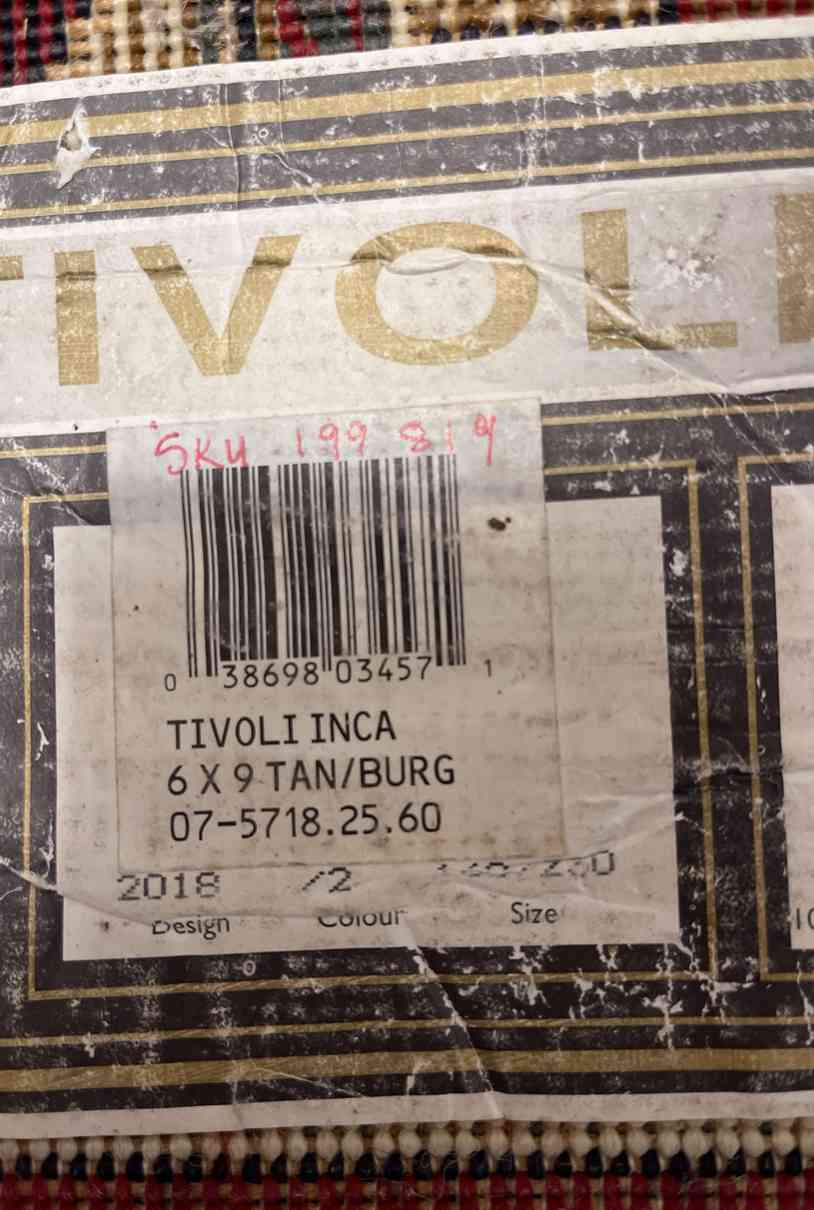 TIVOLI
SKU 199 819
0 38698 03457 1
TIVOLI INCA
6 X 9 TAN/BURG
07-5718.25.60
2018 /2
Design Colour Size